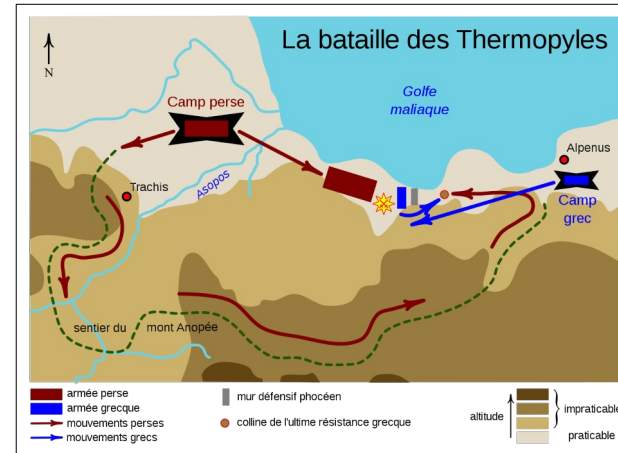 La bataille des Thermopyles
N
Golfe
maliaque
Camp perse
Alpenus
Trachis
Asopos
Camp
grec
sentier du mont Anopée
armée perse
armée grecque
mouvements perses
mouvements grecs
mur défensif phocéen
colline de l'ultime résistance grecque
altitude
impraticable
praticable